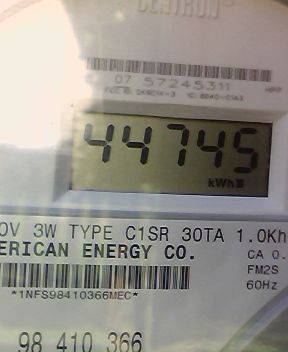 CENTRON®
07 57245311
44745
kWh
0V 3W TYPE C1SR 30TA 1.0Kh
ERICAN ENERGY CO.
CA 0.
FM2S
*1NFS98410366MEC*
60Hz
98 410 366